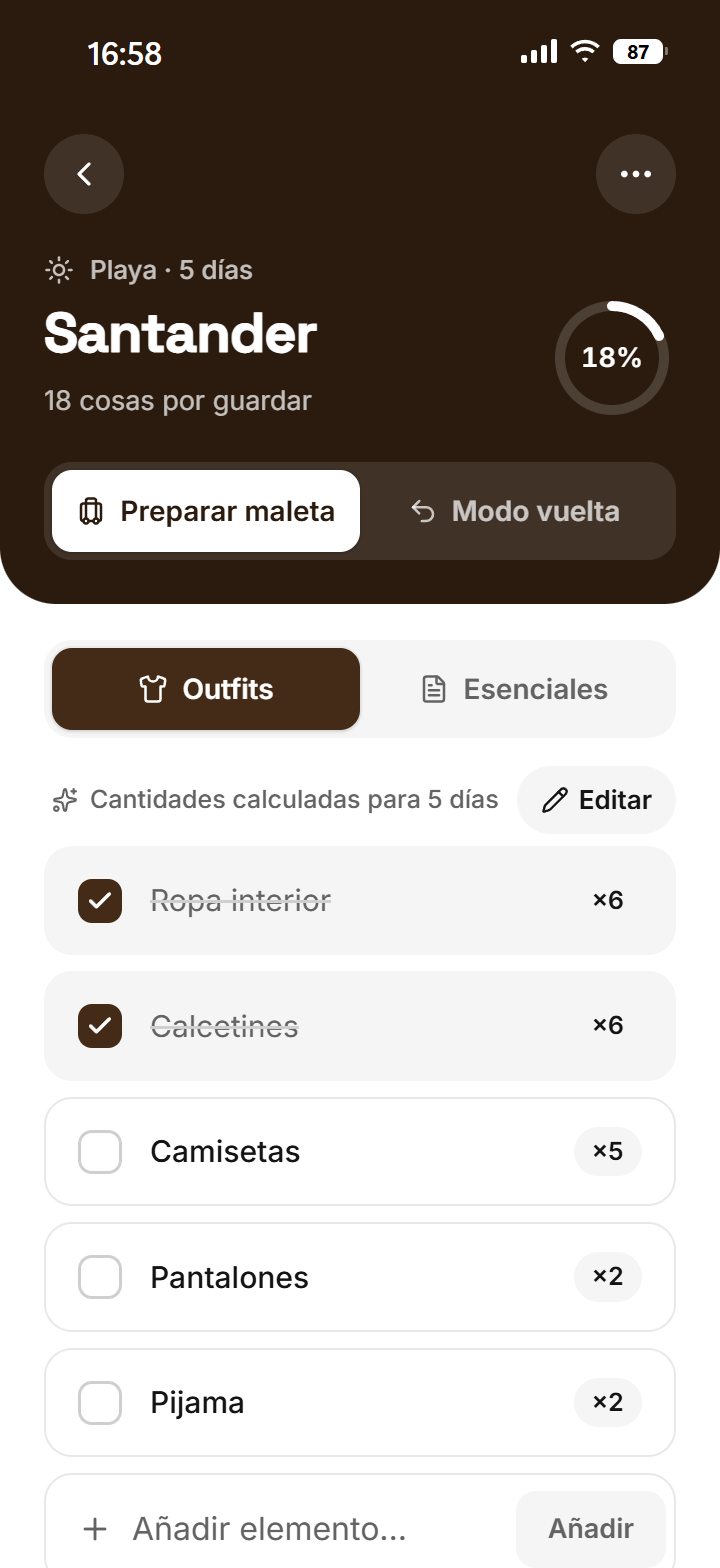 16:58
87
Playa · 5 días
Santander
18 cosas por guardar
18%
Preparar maleta
Modo vuelta
Outfits
Esenciales
Cantidades calculadas para 5 días
Editar
Ropa interior
×6
Calcetines
×6
Camisetas
×5
Pantalones
×2
Pijama
×2
Añadir elemento...
Añadir